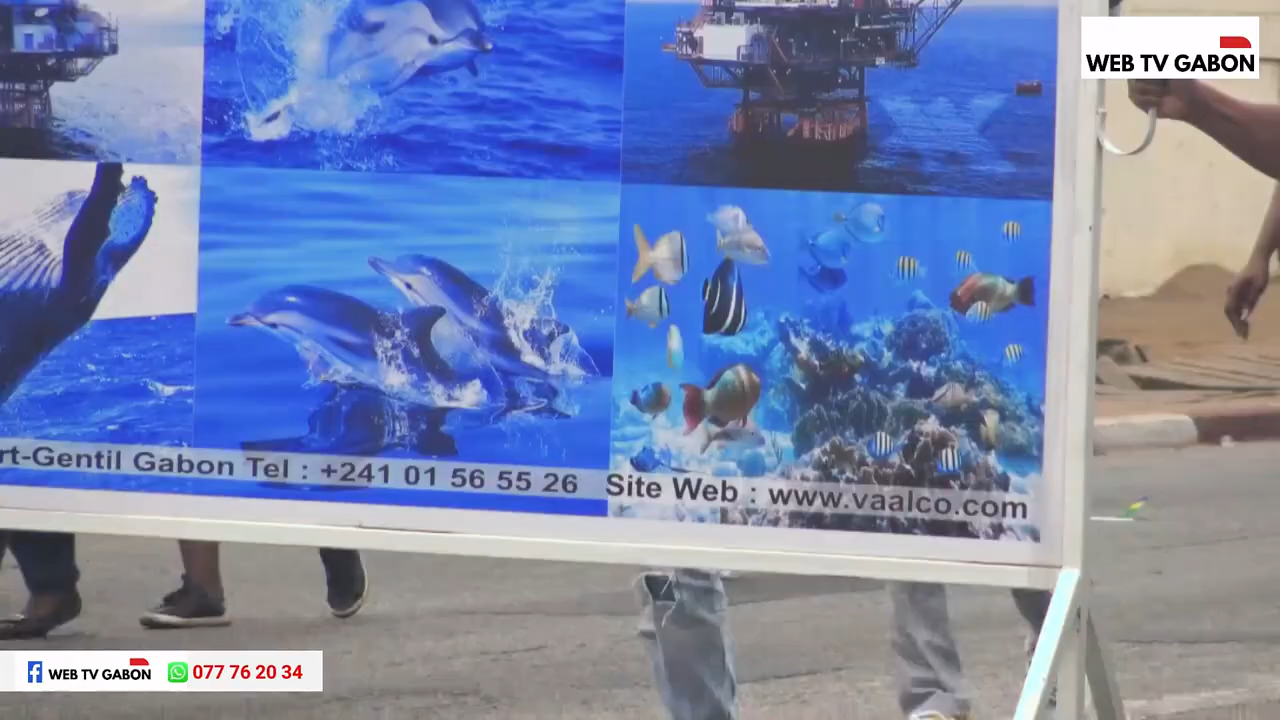 WEB TV GABON
rt-Gentil Gabon Tel : +241 01 56 55 26 Site Web : www.vaalco.com
WEB TV GABON 077 76 20 34